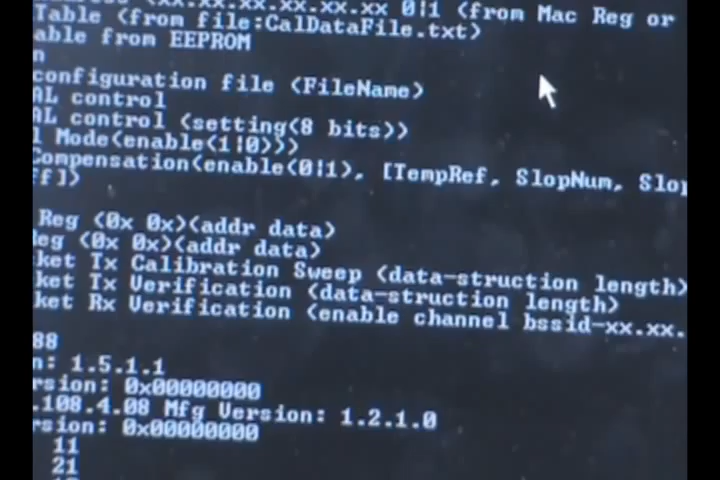 (xx.xx.xx.xx.xx.xx 0|1 (from Mac Reg or
Table (from file:CalDataFile.txt)
able from EEPROM
n
configuration file (FileName)
AL control
AL control (setting(8 bits))
l Mode(enable(1|0)))
Compensation(enable(0|1), [TempRef, SlopNum, Slop
ff])
Reg (0x 0x)(addr data)
Reg (0x 0x)(addr data)
ket Tx Calibration Sweep (data-struction length)
ket Tx Verification (data-struction length)
ket Rx Verification (enable channel bssid-xx.xx.
88
n: 1.5.1.1
rsion: 0x00000000
.108.4.08 Mfg Version: 1.2.1.0
rsion: 0x00000000
11
21